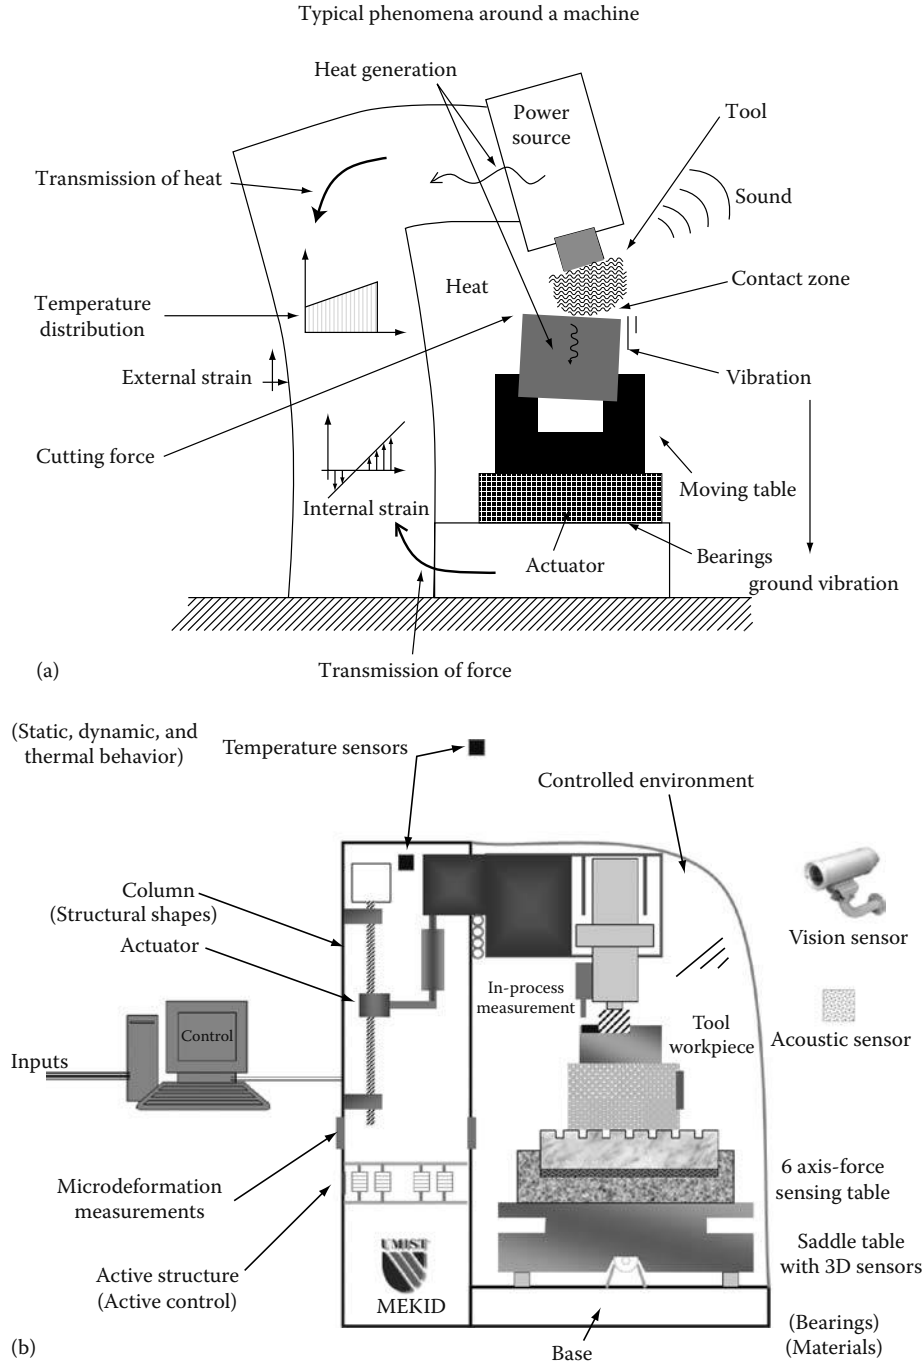 Typical phenomena around a machine
Heat generation
Power
source
Tool
Transmission of heat
Sound
Heat
Contact zone
Temperature
distribution
External strain
Vibration
Cutting force
Moving table
Internal strain
Actuator
Bearings
ground vibration
(a)
Transmission of force
(Static, dynamic, and
thermal behavior)
Temperature sensors
Controlled environment
Column
(Structural shapes)
Actuator
Vision sensor
In-process
measurement
Control
Tool
workpiece
Acoustic sensor
Inputs
Microdeformation
measurements
6 axis-force
sensing table
Active structure
(Active control)
UMIST
MEKID
Saddle table
with 3D sensors
(b)
Base
(Bearings)
(Materials)